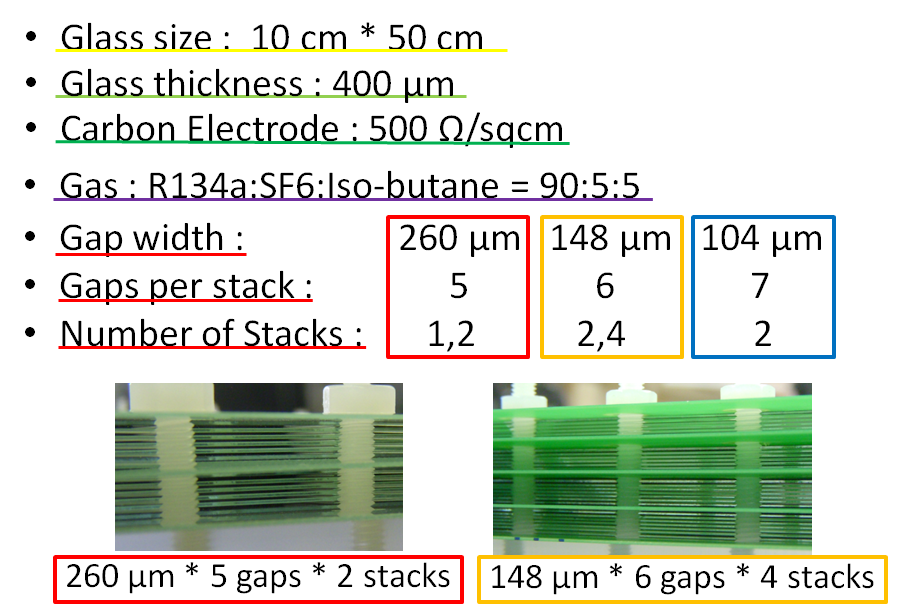 • Glass size :  10 cm * 50 cm
• Glass thickness : 400 µm
• Carbon Electrode : 500 Ω/sqcm
• Gas : R134a:SF6:Iso-butane = 90:5:5
• Gap width : 260 µm 148 µm 104 µm
• Gaps per stack : 5 6 7
• Number of Stacks : 1,2 2,4 2
260 µm * 5 gaps * 2 stacks 148 µm * 6 gaps * 4 stacks